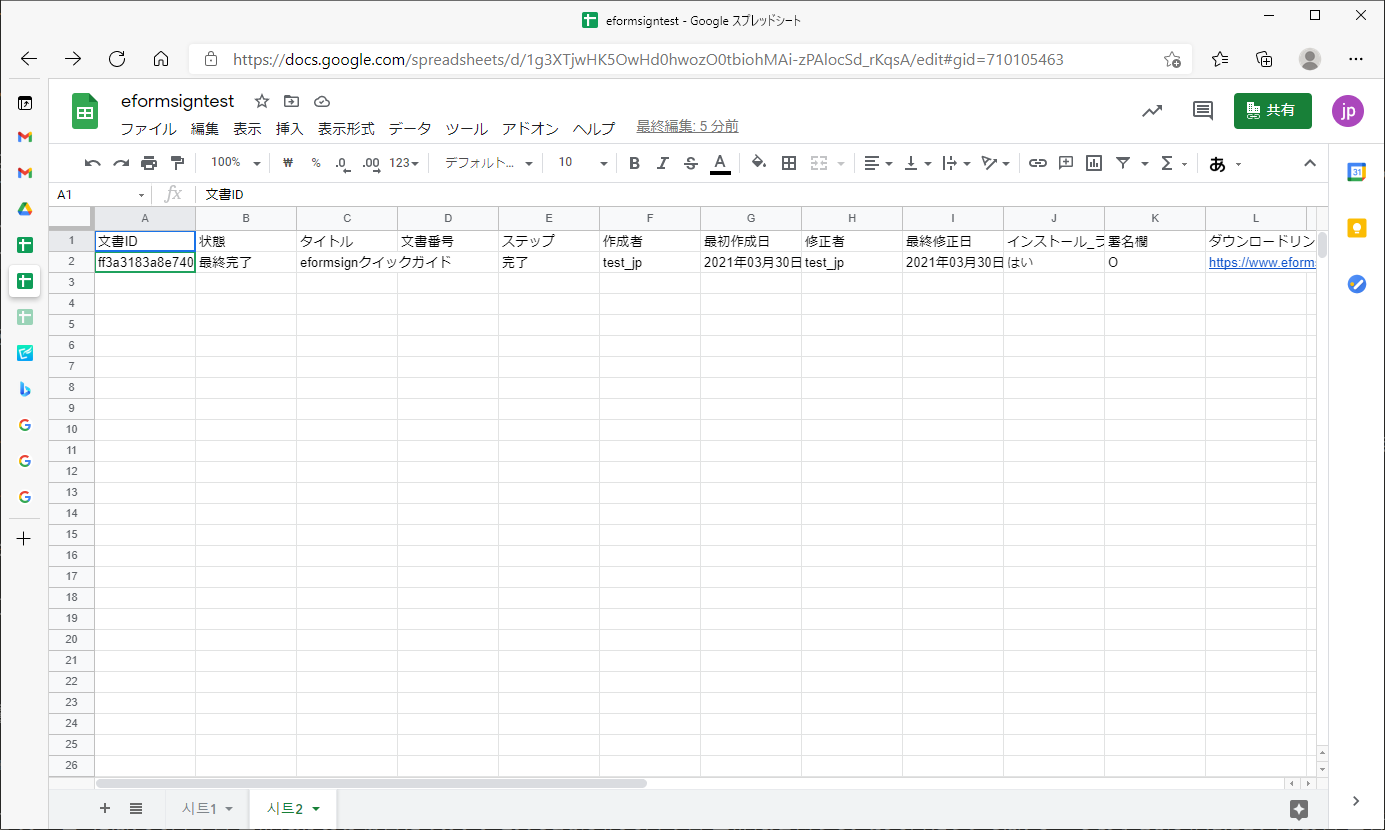 eformsigntest - Google スプレッドシート
https://docs.google.com/spreadsheets/d/1g3XTjwHK5OwHd0hwozO0tbiohMAi-zPAlocSd_rKqsA/edit#gid=710105463
eformsigntest
ファイル 編集 表示 挿入 表示形式 データ ツール アドオン ヘルプ 最終編集: 5 分前
共有
jp
100% ₩ % .0 .00 123 デフォルト... 10 B I S A Σ あ
31
A1 fx 文書ID
A B C D E F G H I J K L
1 文書ID 状態 タイトル 文書番号 ステップ 作成者 最初作成日 修正者 最終修正日 インストール_ラ 署名欄 ダウンロードリン
2 ff3a3183a8e740 最終完了 eformsignクイックガイド 完了 test_jp 2021年03月30日 test_jp 2021年03月30日 はい O https://www.eforms
3
4
5
6
7
8
9
10
11
12
13
14
15
16
17
18
19
20
21
22
23
24
25
26
시트1 시트2